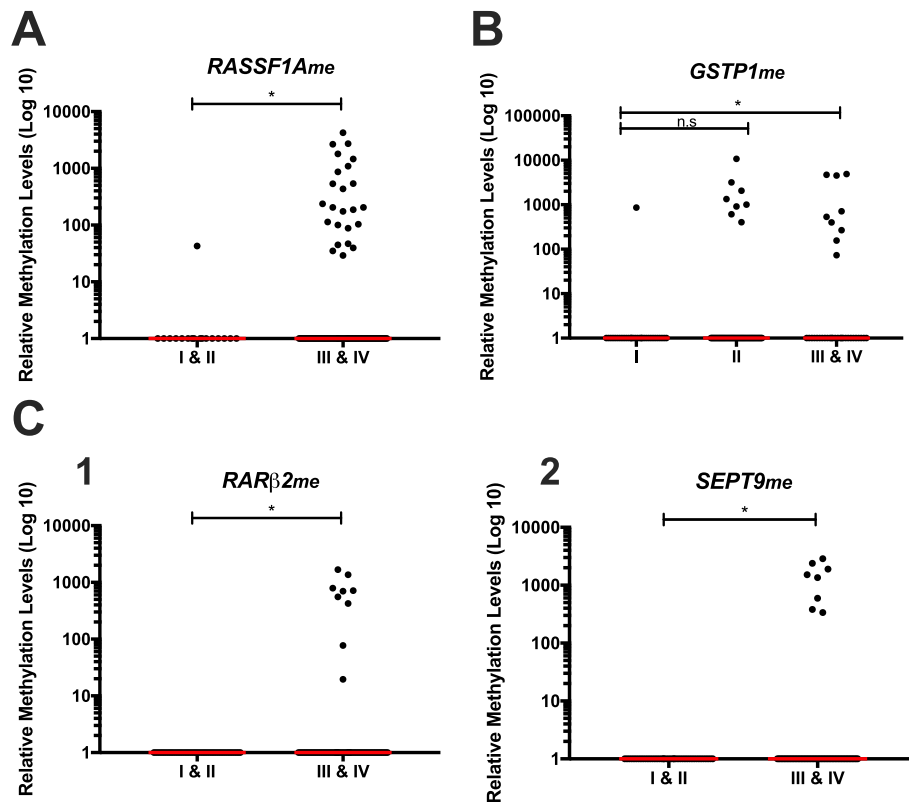 A
RASSF1Ame
*
Relative Methylation Levels (Log 10)
10000
1000
100
10
1
I & II
III & IV
B
GSTP1me
*
n.s
Relative Methylation Levels (Log 10)
100000
10000
1000
100
10
1
I
II
III & IV
C
1
RARβ2me
*
Relative Methylation Levels (Log 10)
10000
1000
100
10
1
I & II
III & IV
2
SEPT9me
*
Relative Methylation Levels (Log 10)
10000
1000
100
10
1
I & II
III & IV